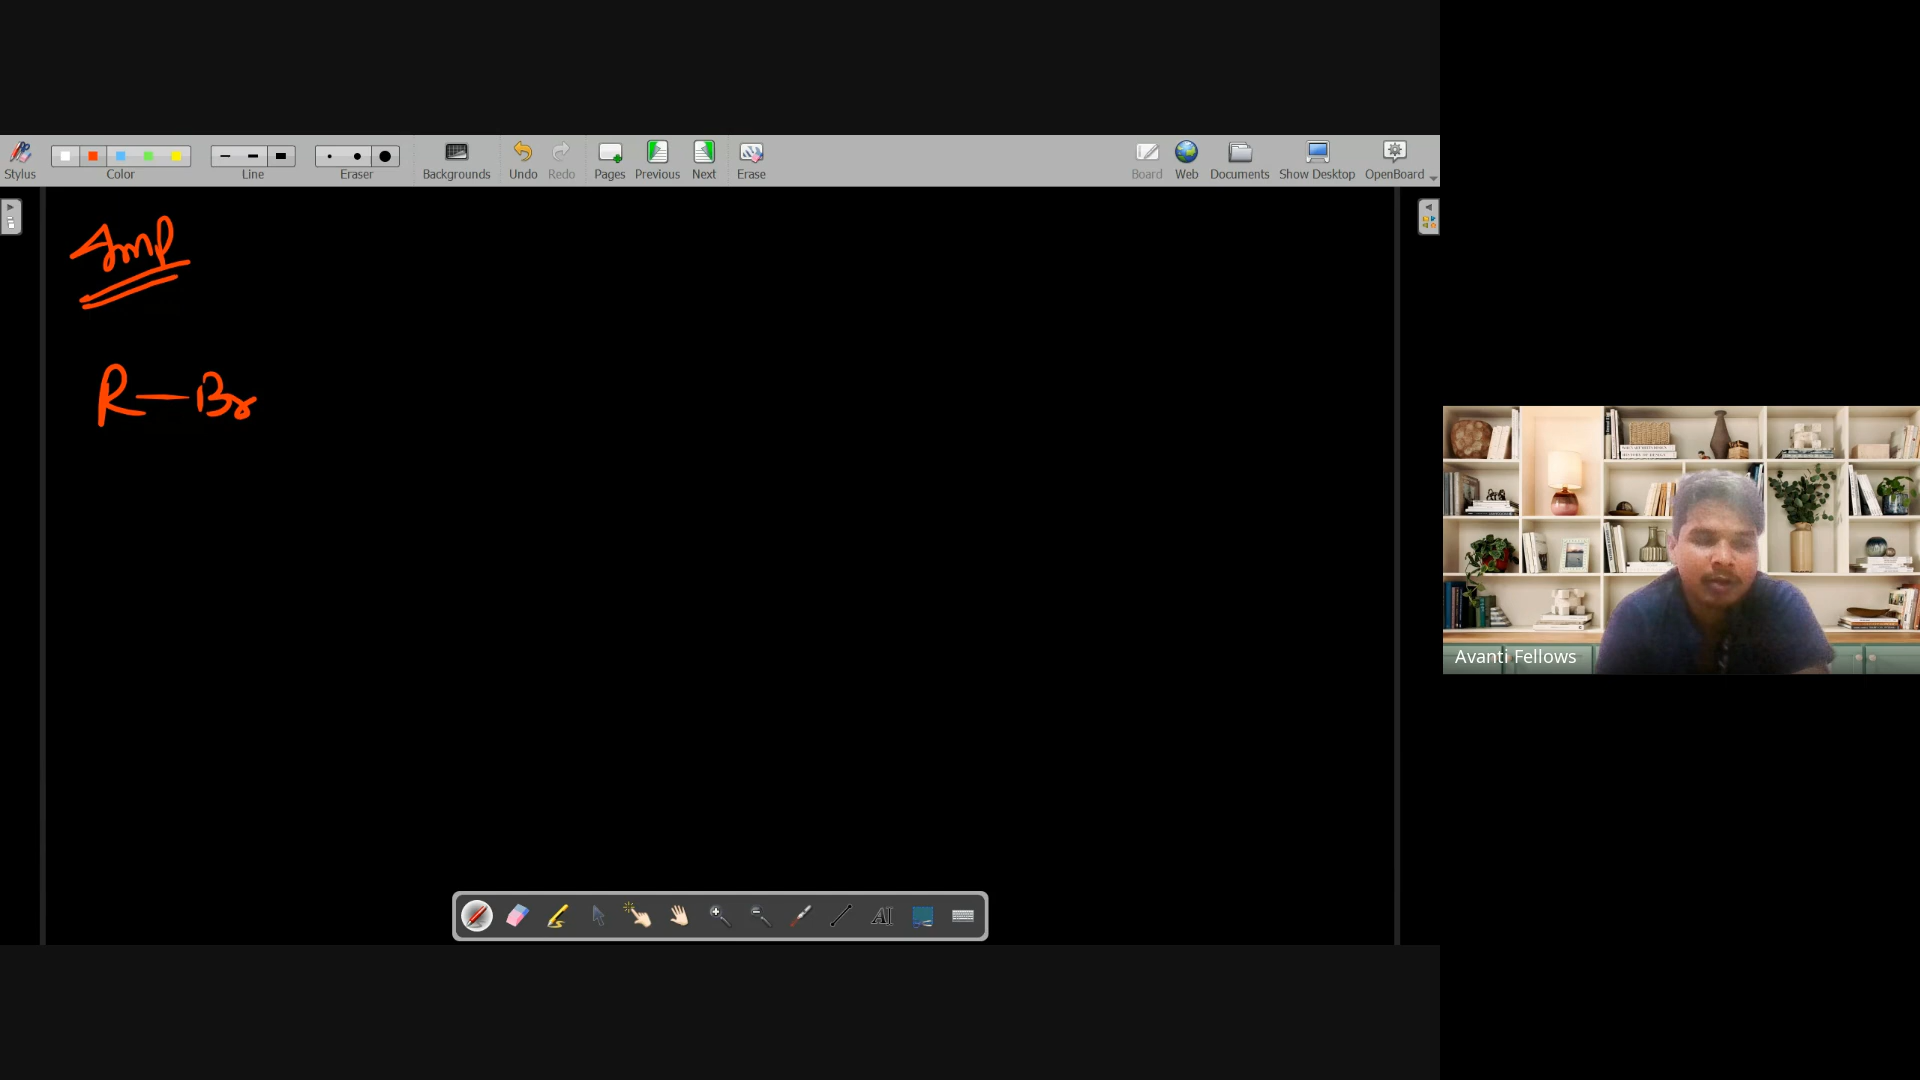 Stylus
Color
Line
Eraser
Backgrounds
Undo
Redo
Pages
Previous
Next
Erase
Board
Web
Documents
Show Desktop
OpenBoard
Imp
R—Br
Avanti Fellows